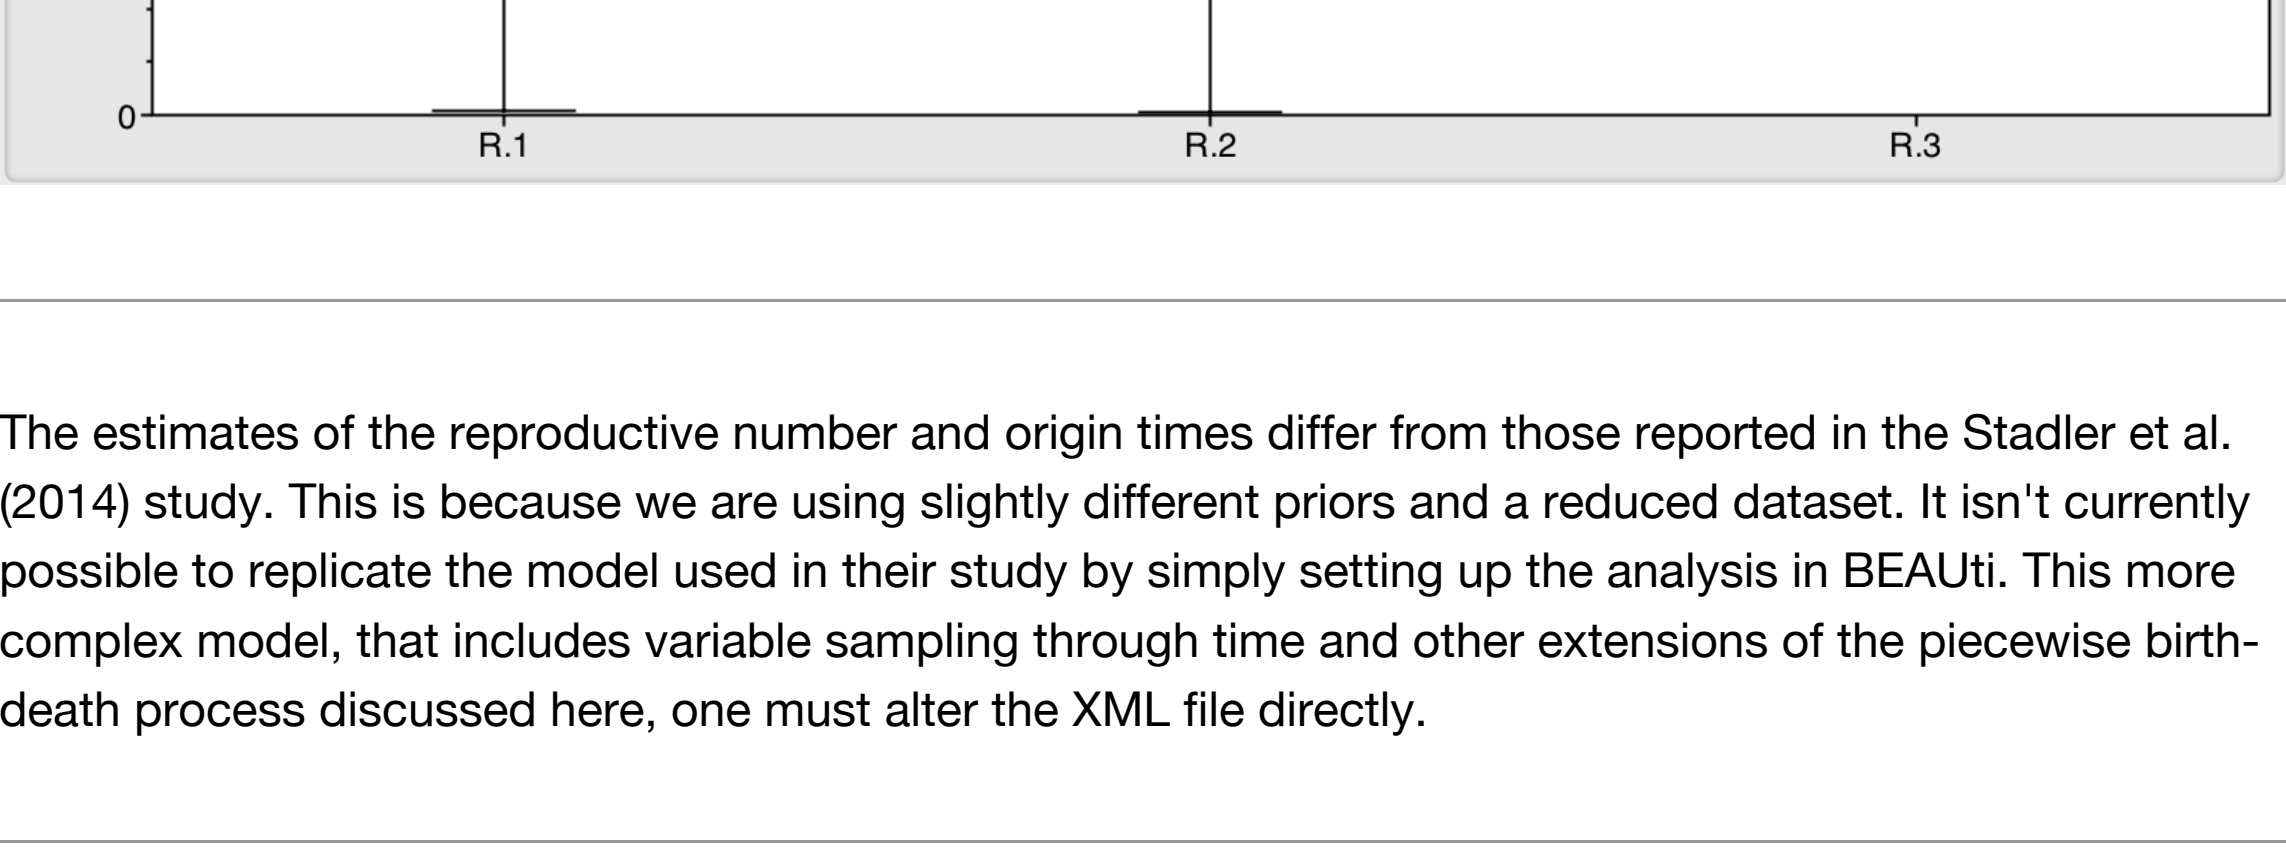 0
R.1 R.2 R.3
The estimates of the reproductive number and origin times differ from those reported in the Stadler et al.
(2014) study. This is because we are using slightly different priors and a reduced dataset. It isn't currently
possible to replicate the model used in their study by simply setting up the analysis in BEAUti. This more
complex model, that includes variable sampling through time and other extensions of the piecewise birth-
death process discussed here, one must alter the XML file directly.